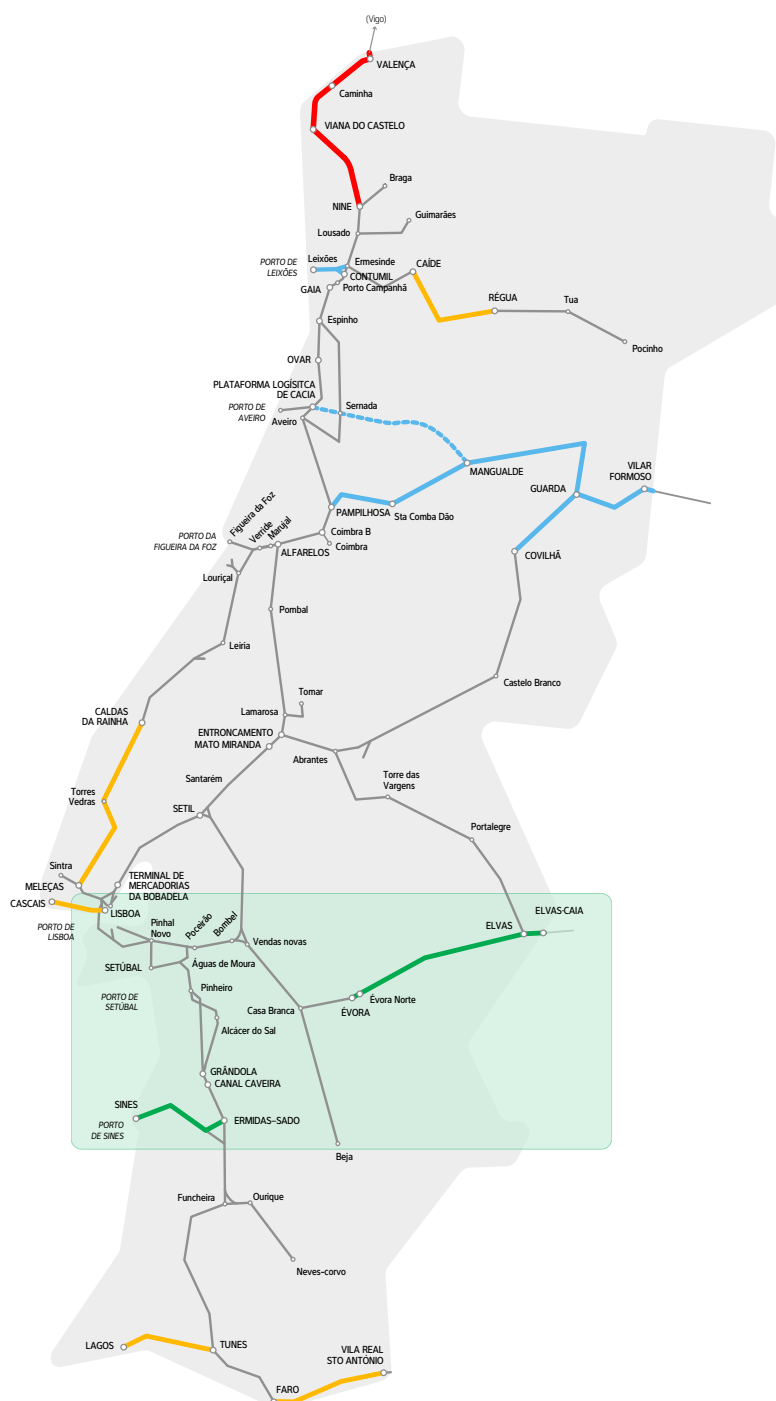 (Vigo)
VALENÇA
Caminha
VIANA DO CASTELO
Braga
NINE
Guimarães
Lousado
PORTO DE
LEIXÕES
Leixões
Ermesinde
CAÍDE
CONTUMIL
GAIA
Porto Campanhã
RÉGUA
Tua
Espinho
Pocinho
OVAR
PLATAFORMA LOGÍSITCA
DE CACIA
PORTO DE
AVEIRO
Sernada
Aveiro
MANGUALDE
VILAR
FORMOSO
GUARDA
PAMPILHOSA
Sta Comba Dão
Figueira da Foz
Verride
Marujal
PORTO DA
FIGUEIRA DA FOZ
Coimbra B
Coimbra
ALFARELOS
COVILHÃ
Louriçal
Pombal
Leiria
Castelo Branco
Tomar
CALDAS
DA RAINHA
Lamarosa
ENTRONCAMENTO
MATO MIRANDA
Abrantes
Santarém
Torre das
Vargens
Torres
Vedras
SETIL
Portalegre
Sintra
MELEÇAS
TERMINAL DE
MERCADORIAS
DA BOBADELA
CASCAIS
LISBOA
ELVAS-CAIA
ELVAS
PORTO DE
LISBOA
Pinhal
Novo
Poceirão
Bombel
Vendas novas
SETÚBAL
Águas de Moura
PORTO DE
SETÚBAL
Pinheiro
Évora Norte
Casa Branca
ÉVORA
Alcácer do Sal
GRÂNDOLA
CANAL CAVEIRA
SINES
PORTO
DE SINES
ERMIDAS–SADO
Beja
Funcheira
Ourique
Neves-corvo
LAGOS
TUNES
VILA REAL
STO ANTÓNIO
FARO